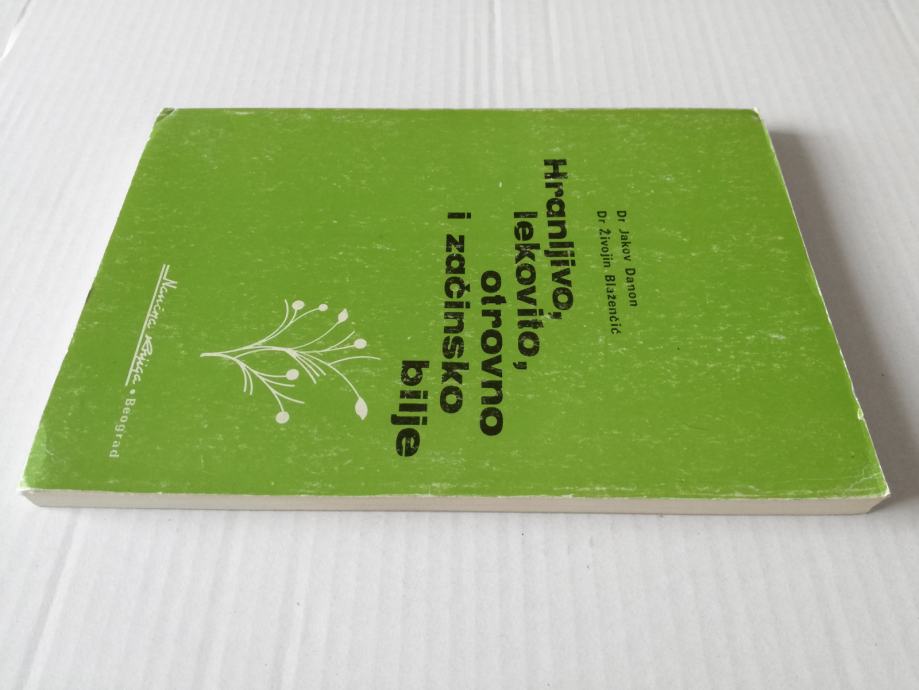 Dr Jakov Danon
Dr Živojin Blaženčić
Hranljivo,
lekovito,
otrovno
i začinsko
bilje
Naučna knjiga • Beograd